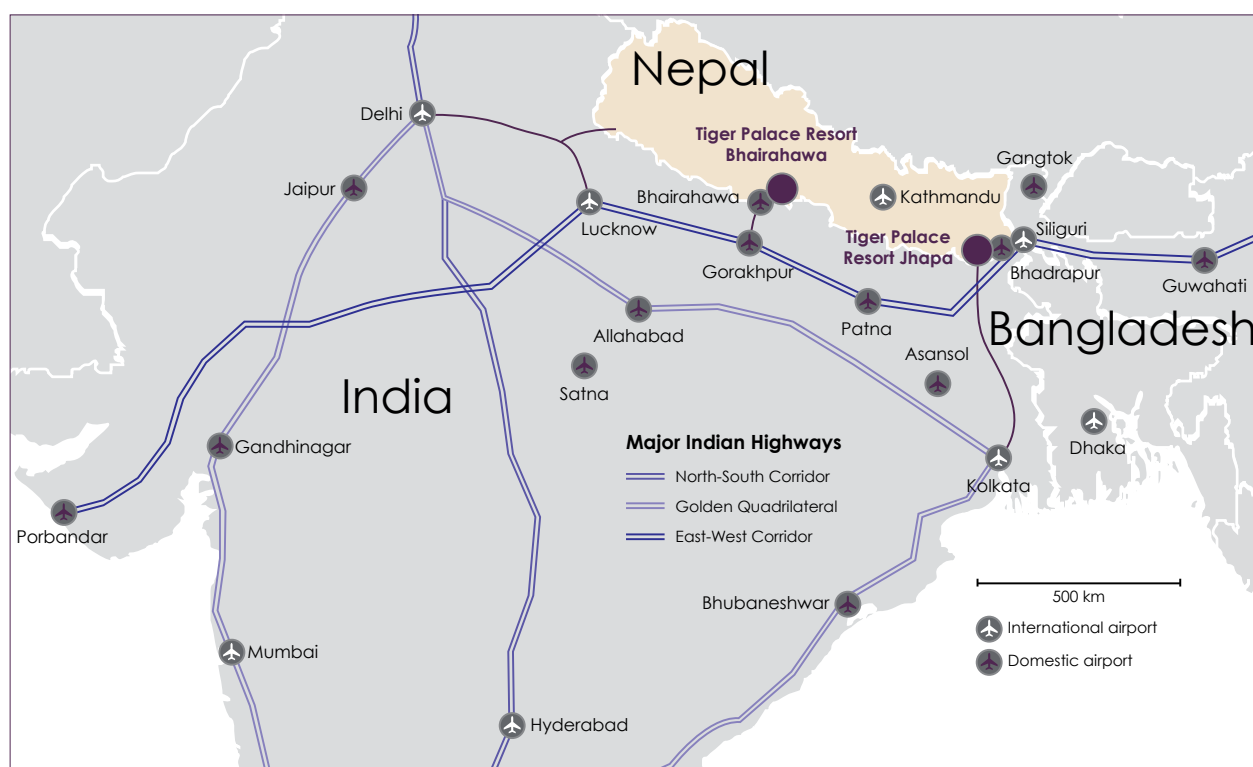 Nepal
Delhi
Tiger Palace Resort
Bhairahawa
Gangtok
Jaipur
Bhairahawa
Kathmandu
Lucknow
Siliguri
Tiger Palace
Resort Jhapa
Gorakhpur
Bhadrapur
Guwahati
Patna
Allahabad
Bangladesh
Asansol
Satna
India
Gandhinagar
Major Indian Highways
Dhaka
North-South Corridor
Kolkata
Golden Quadrilateral
Porbandar
East-West Corridor
500 km
Bhubaneshwar
International airport
Mumbai
Domestic airport
Hyderabad